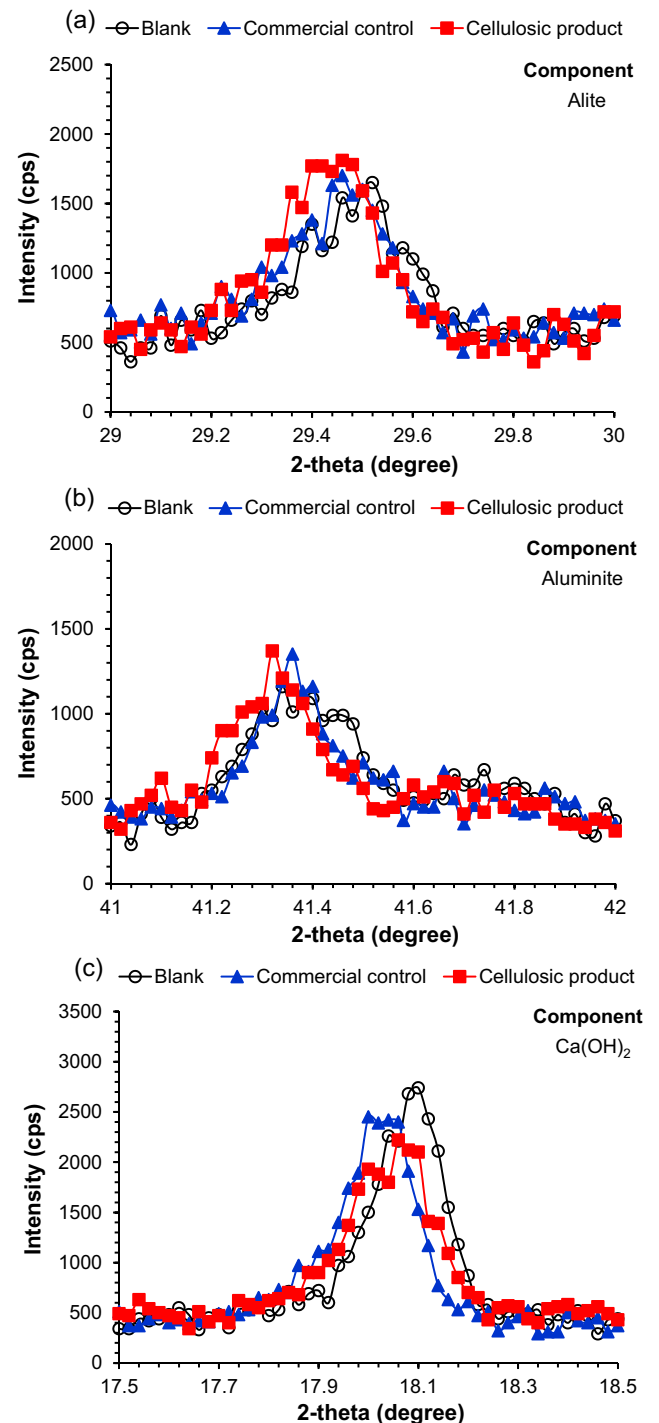 (a)
Blank Commercial control Cellulosic product
Component
Alite
Intensity (cps)
2500
2000
1500
1000
500
0
29 29.2 29.4 29.6 29.8 30
2-theta (degree)
(b)
Blank Commercial control Cellulosic product
Component
Aluminite
Intensity (cps)
2000
1500
1000
500
0
41 41.2 41.4 41.6 41.8 42
2-theta (degree)
(c)
Blank Commercial control Cellulosic product
Component
Ca(OH)₂
Intensity (cps)
3500
3000
2500
2000
1500
1000
500
0
17.5 17.7 17.9 18.1 18.3 18.5
2-theta (degree)